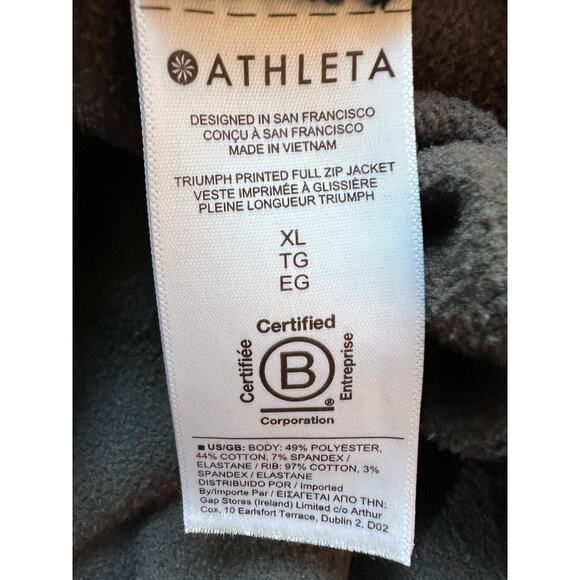 ATHLETA
DESIGNED IN SAN FRANCISCO
CONÇU À SAN FRANCISCO
MADE IN VIETNAM
TRIUMPH PRINTED FULL ZIP JACKET
VESTE IMPRIMÉE À GLISSIÈRE
PLEINE LONGUEUR TRIUMPH
XL
TG
EG
Certified
Certifiée
B
Entreprise
®
Corporation
■ US/GB: BODY: 49% POLYESTER,
44% COTTON, 7% SPANDEX /
ELASTANE / RIB: 97% COTTON, 3%
SPANDEX / ELASTANE
DISTRIBUIDO POR / Imported
By/Importe Par / ΕΙΣΑΓΕΤΑΙ ΑΠΟ ΤΗΝ:
Gap Stores (Ireland) Limited c/o Arthur
Cox, 10 Earlsfort Terrace, Dublin 2, D02